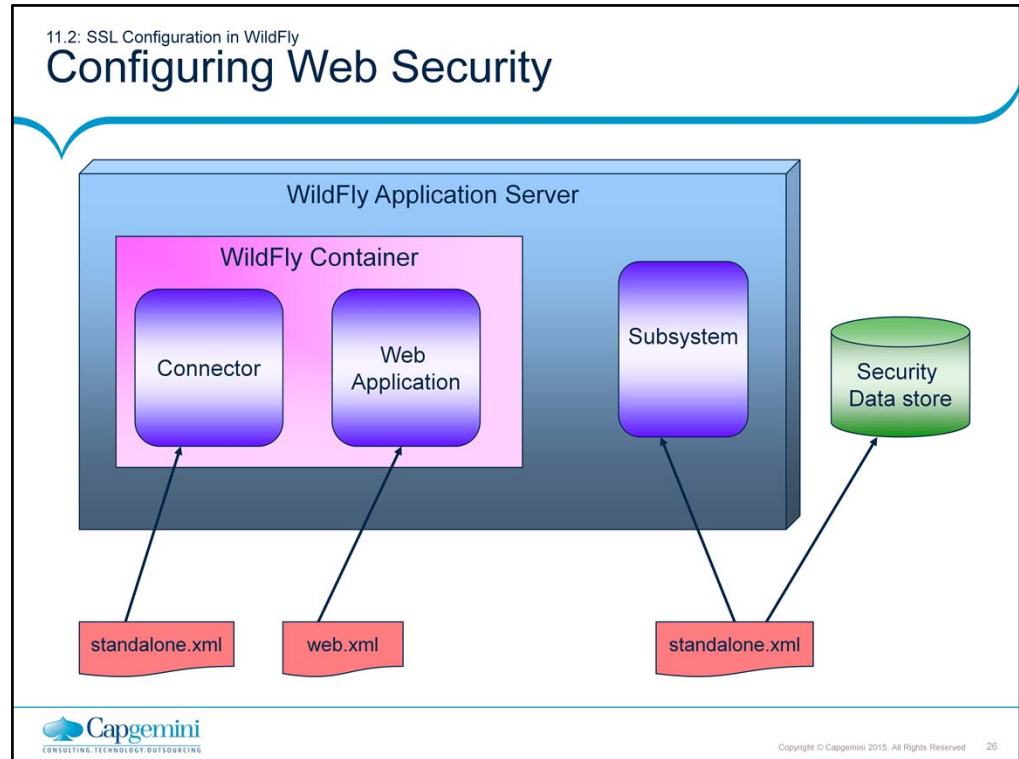 11.2: SSL Configuration in WildFly
Configuring Web Security
WildFly Application Server
WildFly Container
Connector
Web
Application
Subsystem
Security
Data store
standalone.xml
web.xml
standalone.xml
Capgemini
CONSULTING.TECHNOLOGY.OUTSOURCING
Copyright © Capgemini 2015. All Rights Reserved 26